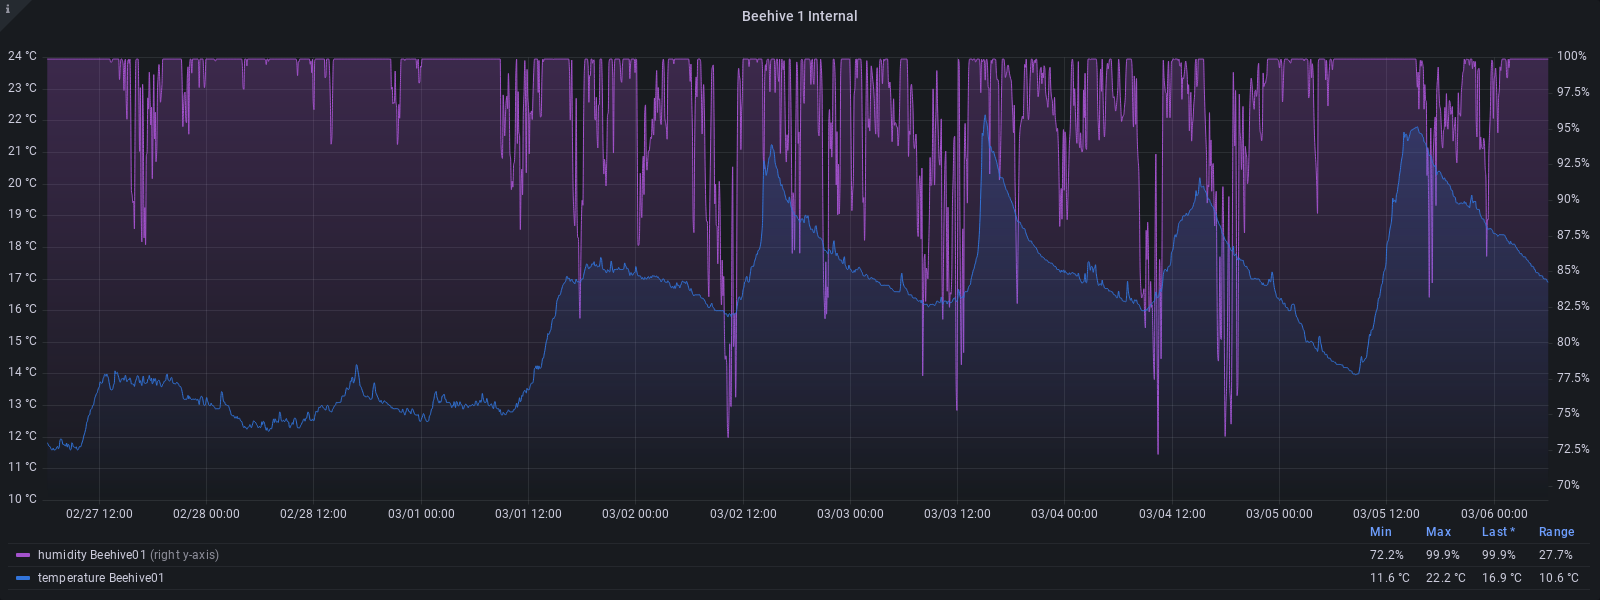 i
Beehive 1 Internal
24 °C
23 °C
22 °C
21 °C
20 °C
19 °C
18 °C
17 °C
16 °C
15 °C
14 °C
13 °C
12 °C
11 °C
10 °C
100%
97.5%
95%
92.5%
90%
87.5%
85%
82.5%
80%
77.5%
75%
72.5%
70%
02/27 12:00 02/28 00:00 02/28 12:00 03/01 00:00 03/01 12:00 03/02 00:00 03/02 12:00 03/03 00:00 03/03 12:00 03/04 00:00 03/04 12:00 03/05 00:00 03/05 12:00 03/06 00:00
Min Max Last * Range
humidity Beehive01 (right y-axis) 72.2% 99.9% 99.9% 27.7%
temperature Beehive01 11.6 °C 22.2 °C 16.9 °C 10.6 °C